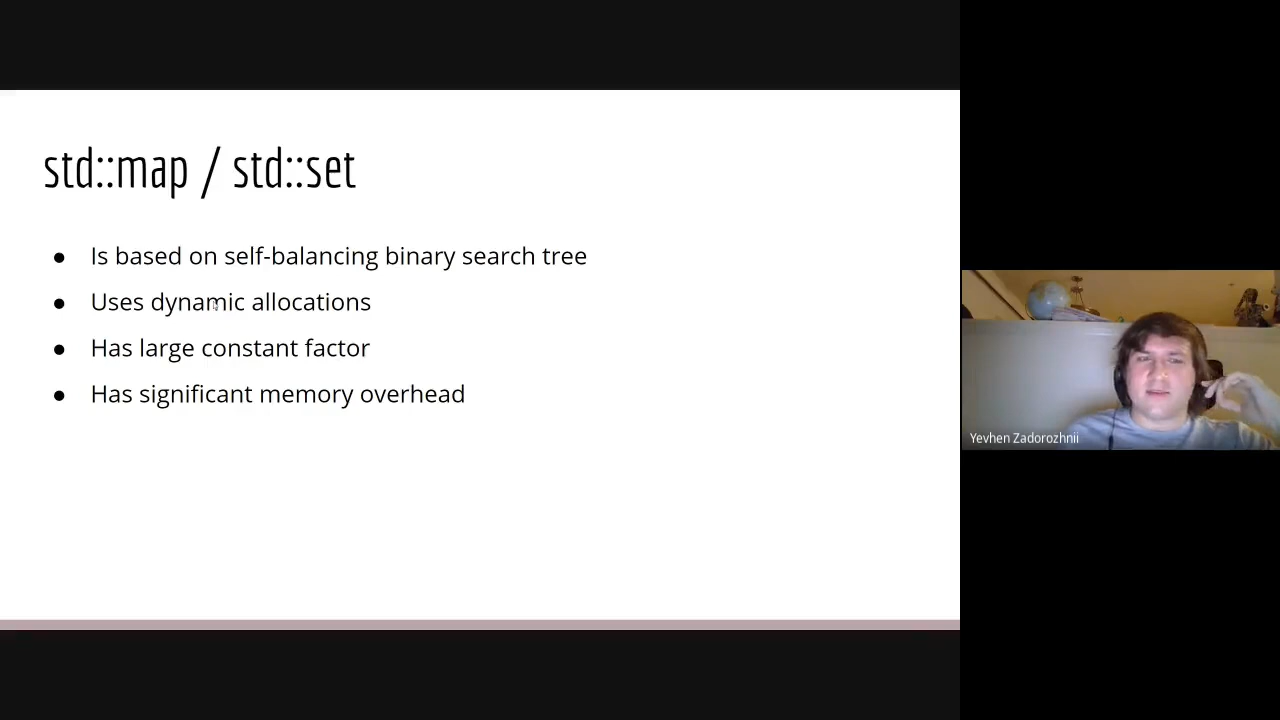 std::map / std::set
● Is based on self-balancing binary search tree
● Uses dynamic allocations
● Has large constant factor
● Has significant memory overhead
Yevhen Zadorozhnii